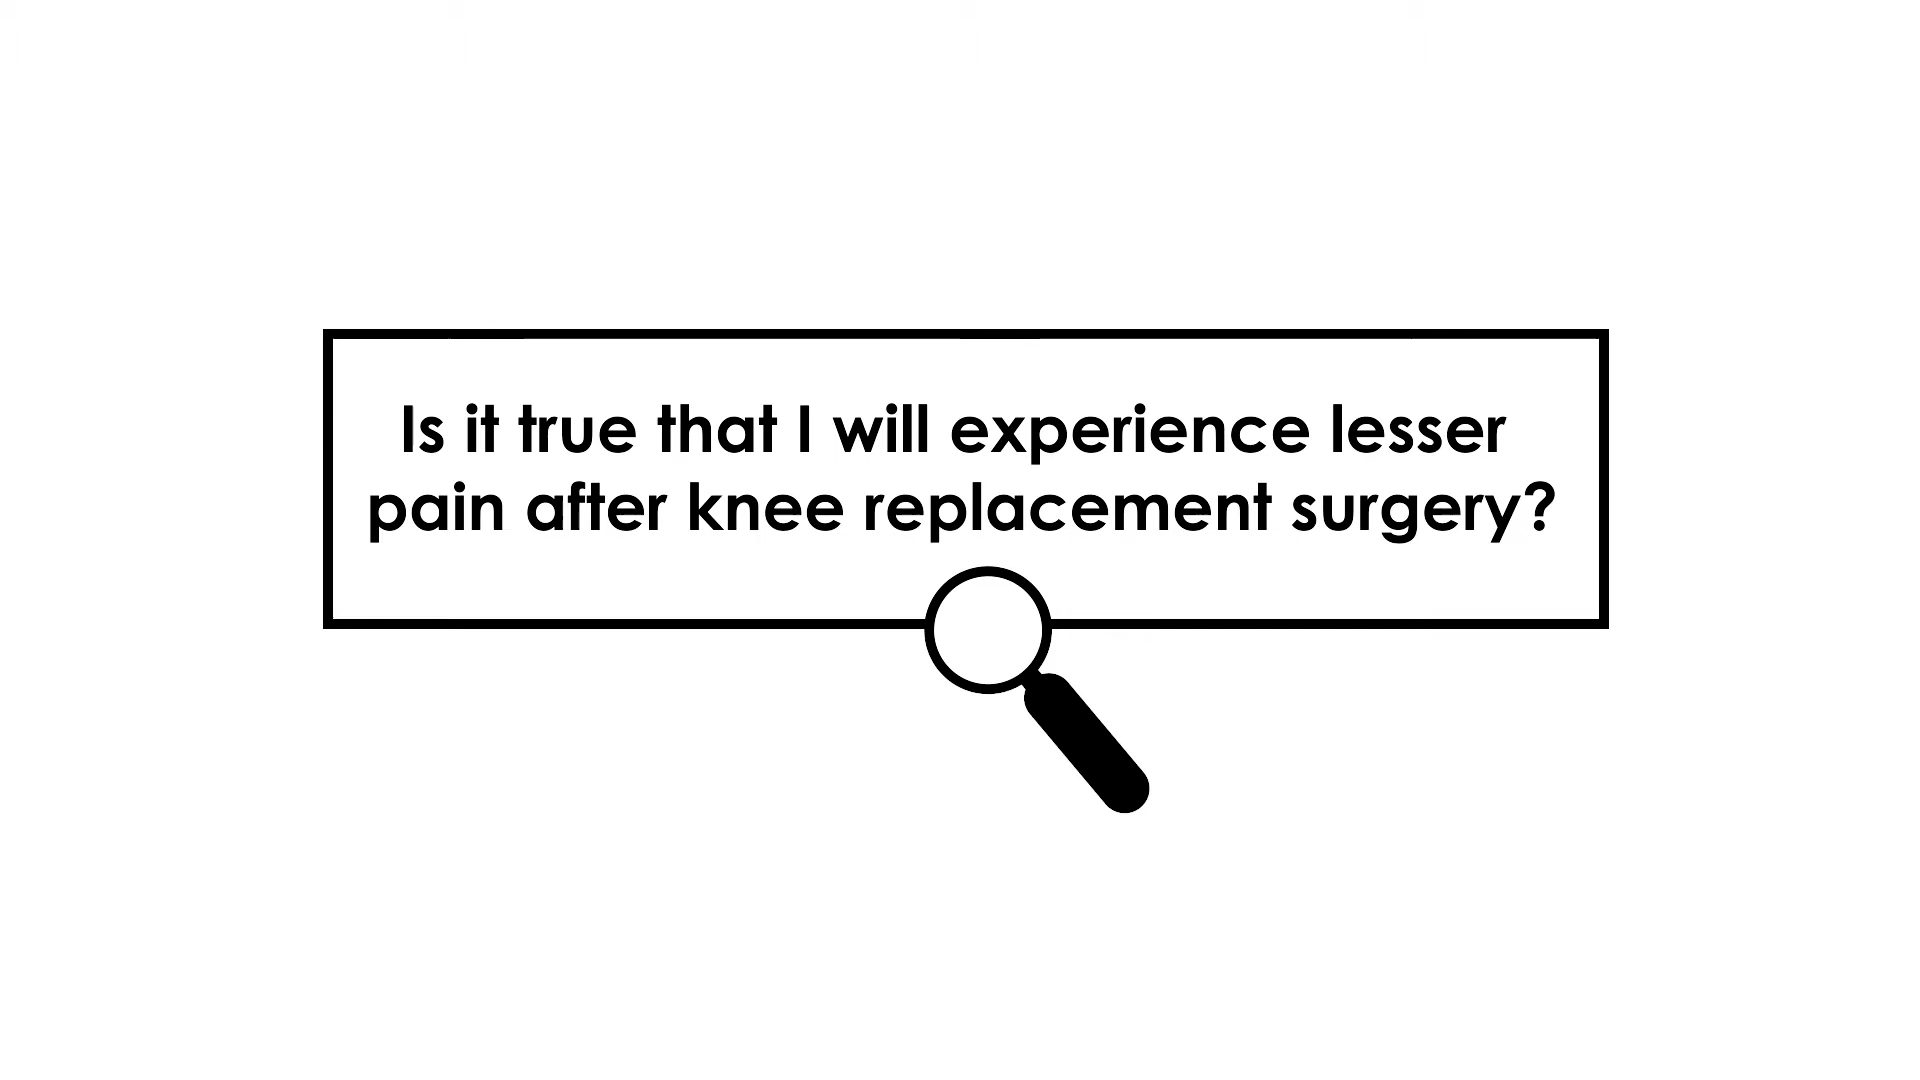 Is it true that I will experience lesser
pain after knee replacement surgery?